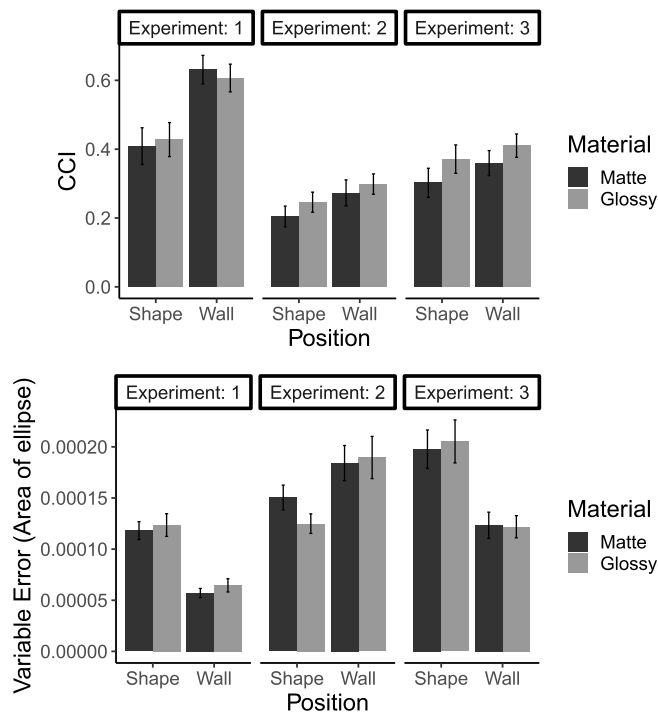 Experiment: 1 Experiment: 2 Experiment: 3
CCI
0.6
0.4
0.2
0.0
Shape Wall Shape Wall Shape Wall
Position
Material
Matte
Glossy
Experiment: 1 Experiment: 2 Experiment: 3
Variable Error (Area of ellipse)
0.00020
0.00015
0.00010
0.00005
0.00000
Shape Wall Shape Wall Shape Wall
Position
Material
Matte
Glossy